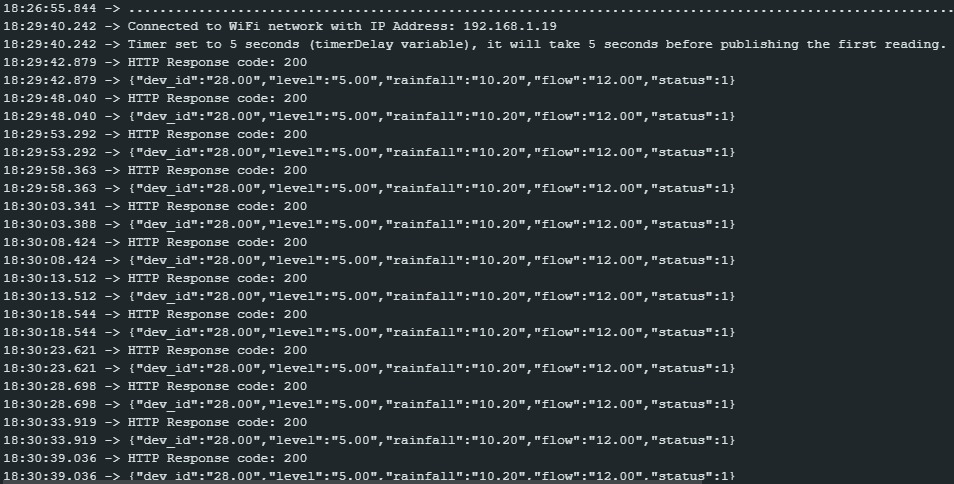 18:26:55.844 -> .......................................................................................................
18:29:40.242 -> Connected to WiFi network with IP Address: 192.168.1.19
18:29:40.242 -> Timer set to 5 seconds (timerDelay variable), it will take 5 seconds before publishing the first reading.
18:29:42.879 -> HTTP Response code: 200
18:29:42.879 -> {"dev_id":"28.00","level":"5.00","rainfall":"10.20","flow":"12.00","status":1}
18:29:48.040 -> HTTP Response code: 200
18:29:48.040 -> {"dev_id":"28.00","level":"5.00","rainfall":"10.20","flow":"12.00","status":1}
18:29:53.292 -> HTTP Response code: 200
18:29:53.292 -> {"dev_id":"28.00","level":"5.00","rainfall":"10.20","flow":"12.00","status":1}
18:29:58.363 -> HTTP Response code: 200
18:29:58.363 -> {"dev_id":"28.00","level":"5.00","rainfall":"10.20","flow":"12.00","status":1}
18:30:03.341 -> HTTP Response code: 200
18:30:03.388 -> {"dev_id":"28.00","level":"5.00","rainfall":"10.20","flow":"12.00","status":1}
18:30:08.424 -> HTTP Response code: 200
18:30:08.424 -> {"dev_id":"28.00","level":"5.00","rainfall":"10.20","flow":"12.00","status":1}
18:30:13.512 -> HTTP Response code: 200
18:30:13.512 -> {"dev_id":"28.00","level":"5.00","rainfall":"10.20","flow":"12.00","status":1}
18:30:18.544 -> HTTP Response code: 200
18:30:18.544 -> {"dev_id":"28.00","level":"5.00","rainfall":"10.20","flow":"12.00","status":1}
18:30:23.621 -> HTTP Response code: 200
18:30:23.621 -> {"dev_id":"28.00","level":"5.00","rainfall":"10.20","flow":"12.00","status":1}
18:30:28.698 -> HTTP Response code: 200
18:30:28.698 -> {"dev_id":"28.00","level":"5.00","rainfall":"10.20","flow":"12.00","status":1}
18:30:33.919 -> HTTP Response code: 200
18:30:33.919 -> {"dev_id":"28.00","level":"5.00","rainfall":"10.20","flow":"12.00","status":1}
18:30:39.036 -> HTTP Response code: 200
18:30:39.036 -> {"dev_id":"28.00","level":"5.00","rainfall":"10.20","flow":"12.00","status":1}